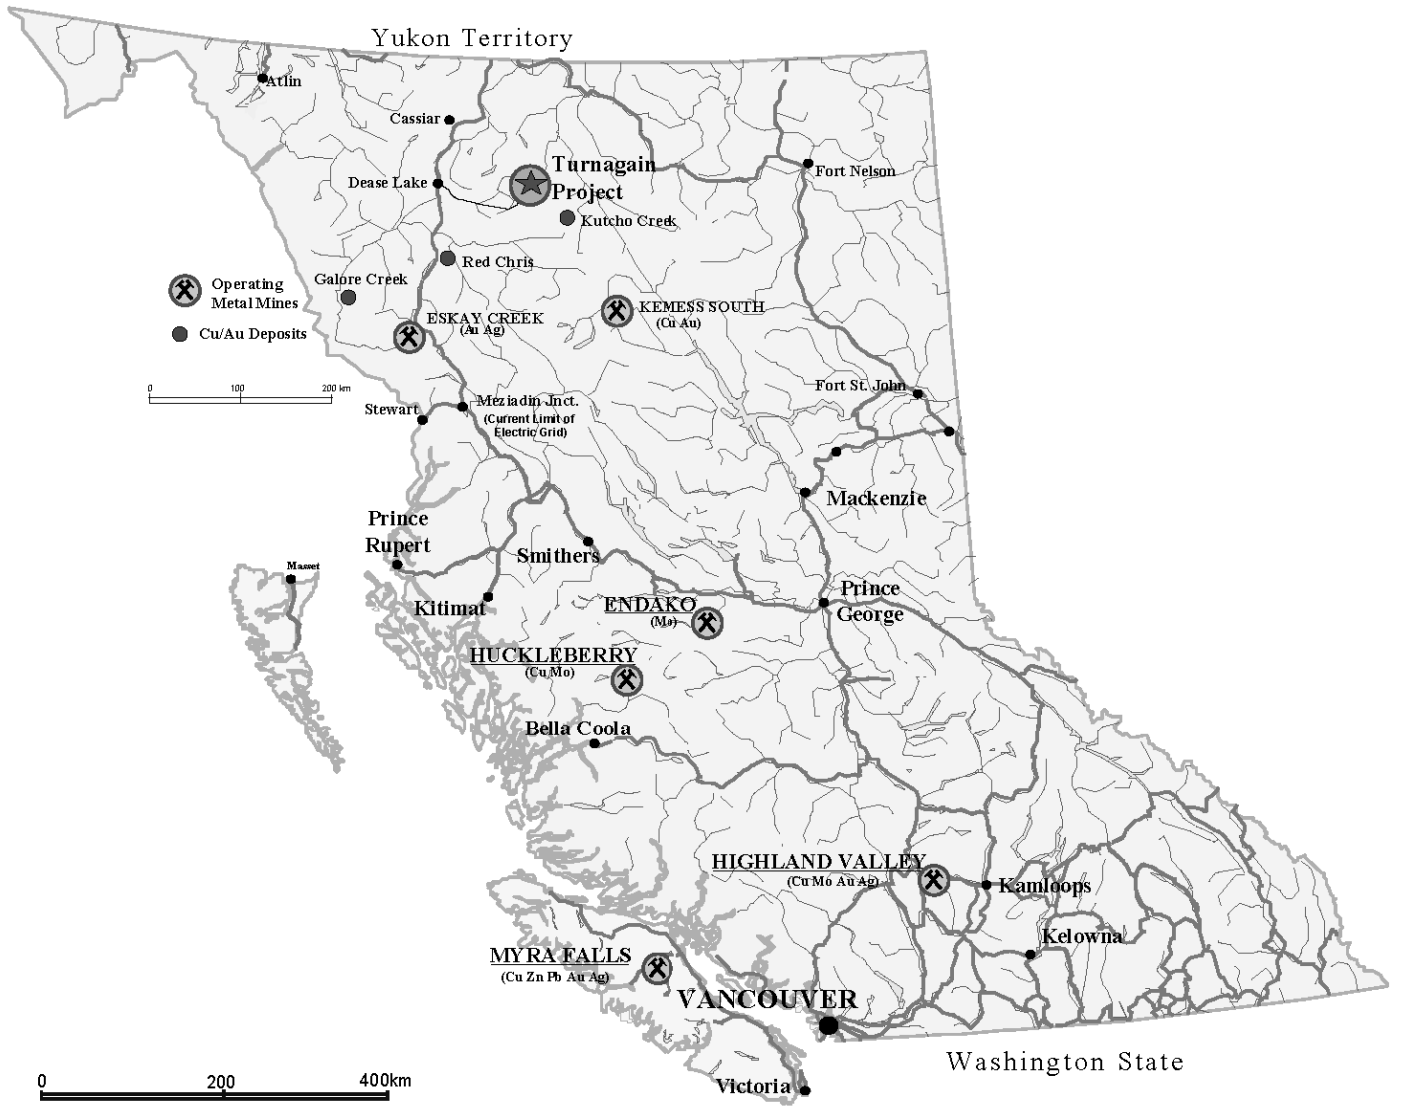 Yukon Territory
Atlin
Cassiar
Turnagain
Project
Fort Nelson
Dease Lake
Kutcho Creek
Red Chris
Galore Creek
Operating
Metal Mines
Cu/Au Deposits
ESKAY CREEK
(Au Ag)
KEMESS SOUTH
(Cu Au)
0 100 200 km
Fort St. John
Stewart
Meziadin Jnct.
(Current Limit of
Electric Grid)
Mackenzie
Prince
Rupert
Smithers
Masset
Kitimat
Prince
George
ENDAKO
(Mo)
HUCKLEBERRY
(Cu Mo)
Bella Coola
HIGHLAND VALLEY
(Cu Mo Au Ag)
Kamloops
Kelowna
MYRA FALLS
(Cu Zn Pb Au Ag)
VANCOUVER
Washington State
Victoria
0 200 400km